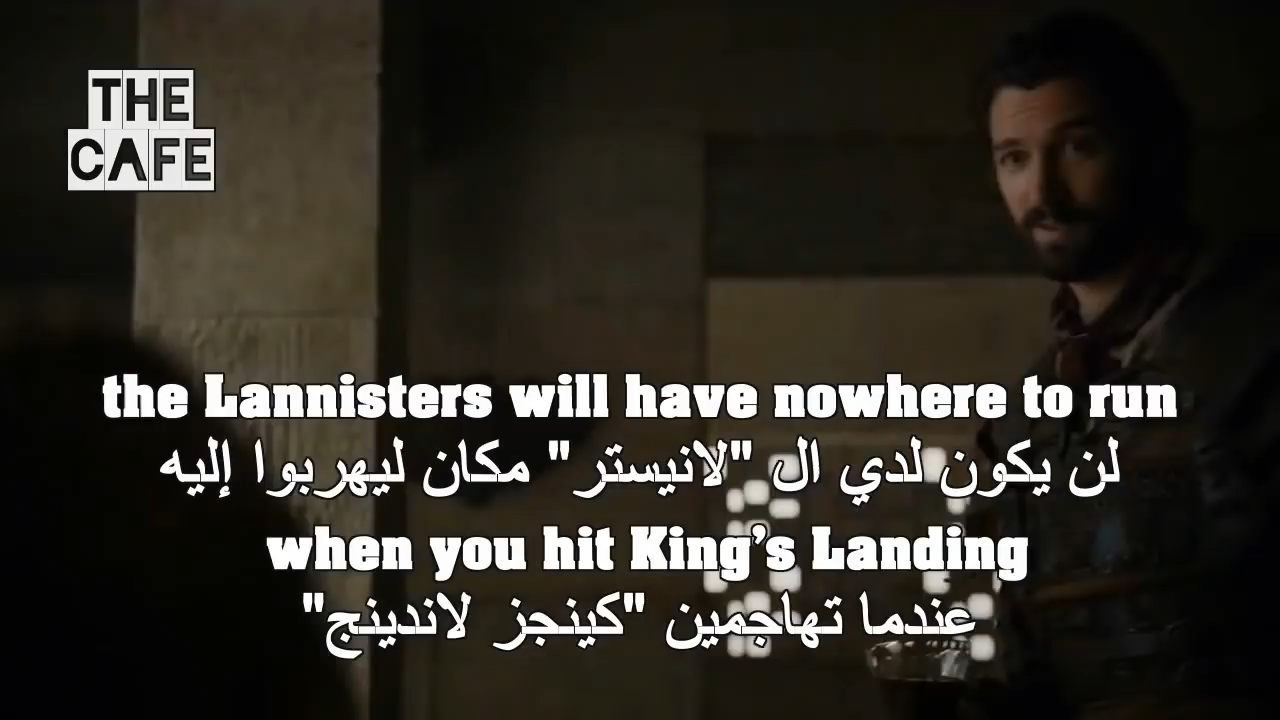 THE
CAFE
the Lannisters will have nowhere to run
لن يكون لدي ال "لانيستر" مكان ليهربوا إليه
when you hit King's Landing
عندما تهاجمين "كينجز لاندينج"